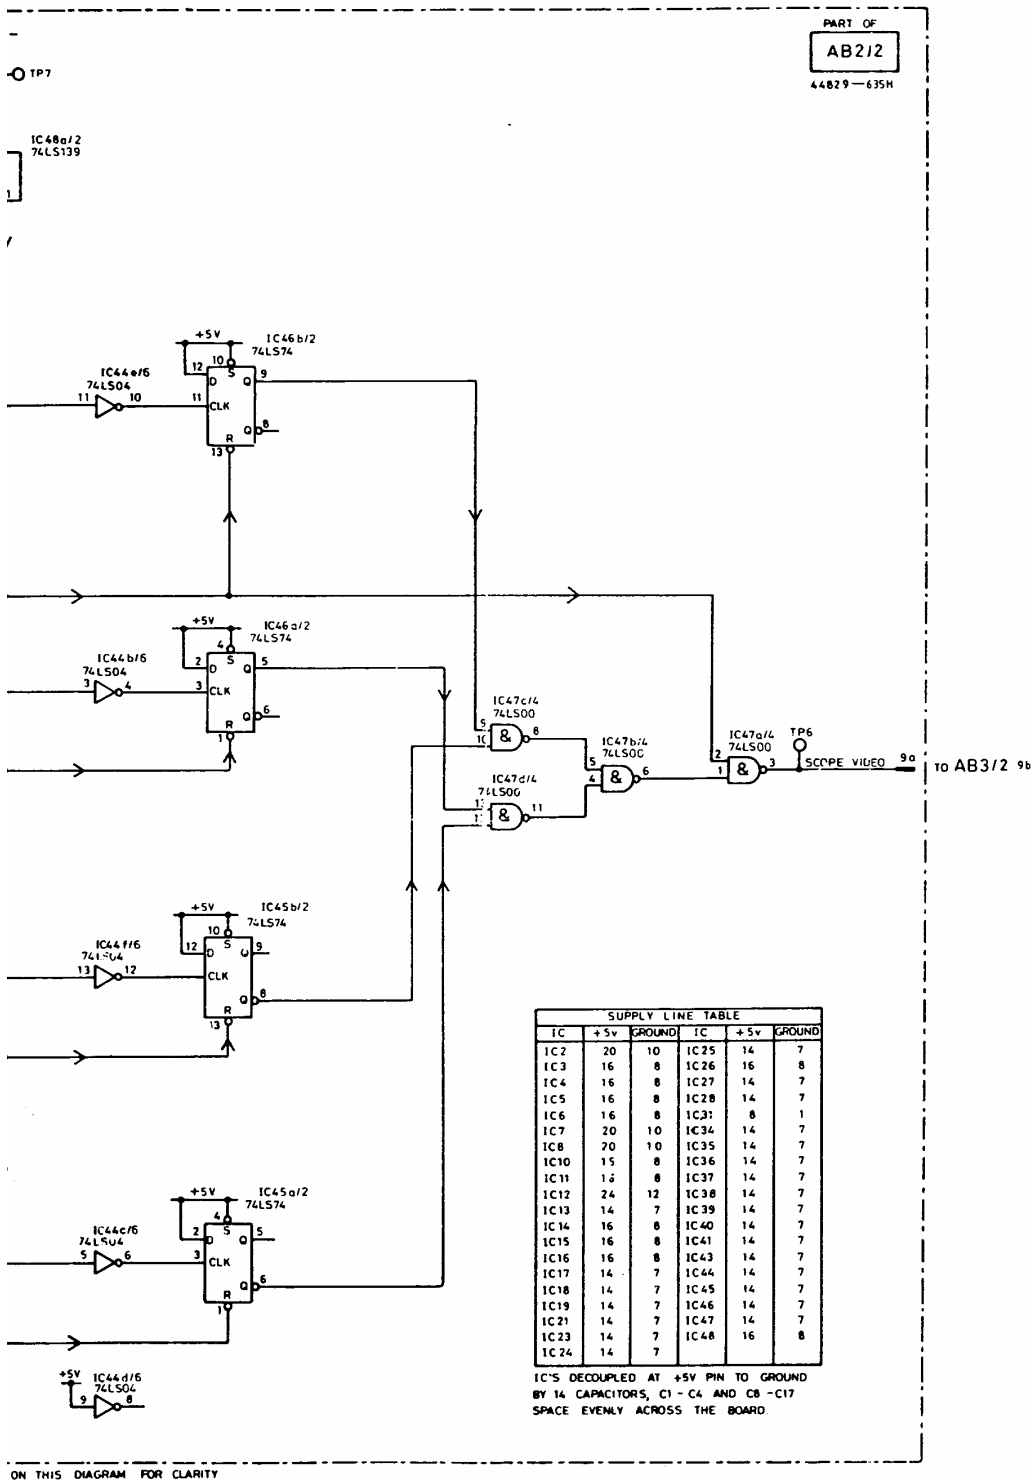 PART OF
AB2/2
44829—635H
TP7
IC48a/2
74LS139
1
+5V
IC46b/2
74LS74
10
12
S
D
Q
9
IC44e/6
74LS04
11
10
11
CLK
Q
8
R
13
+5V
IC46a/2
74LS74
4
2
S
D
Q
5
IC44b/6
74LS04
3
4
3
CLK
Q
6
R
1
IC47c/4
74LS00
9
10
&
8
IC47b/4
74LS00
5
4
&
6
IC47a/4
74LS00
2
1
&
3
TP6
SCOPE VIDEO
9a
TO AB3/2 9b
IC47d/4
74LS00
&
11
+5V
IC45b/2
74LS74
10
12
S
D
Q
9
IC44f/6
74LS04
13
12
CLK
Q
8
R
13
+5V
IC45a/2
74LS74
4
2
S
D
Q
5
IC44c/6
74LS04
5
6
3
CLK
Q
6
R
1
+5V
IC44d/6
74LS04
9
8
SUPPLY LINE TABLE
IC +5v GROUND IC +5v GROUND
IC2 20 10 IC25 14 7
IC3 16 8 IC26 16 8
IC4 16 8 IC27 14 7
IC5 16 8 IC28 14 7
IC6 16 8 IC31 8 1
IC7 20 10 IC34 14 7
IC8 20 10 IC35 14 7
IC10 8 IC36 14 7
IC11 8 IC37 14 7
IC12 24 12 IC38 14 7
IC13 14 7 IC39 14 7
IC14 16 8 IC40 14 7
IC15 16 8 IC41 14 7
IC16 16 8 IC43 14 7
IC17 14 7 IC44 14 7
IC18 14 7 IC45 14 7
IC19 14 7 IC46 14 7
IC21 14 7 IC47 14 7
IC23 14 7 IC48 16 8
IC24 14 7
IC'S DECOUPLED AT +5V PIN TO GROUND
BY 14 CAPACITORS, C1 - C4 AND C8 - C17
SPACE EVENLY ACROSS THE BOARD.
ON THIS DIAGRAM FOR CLARITY